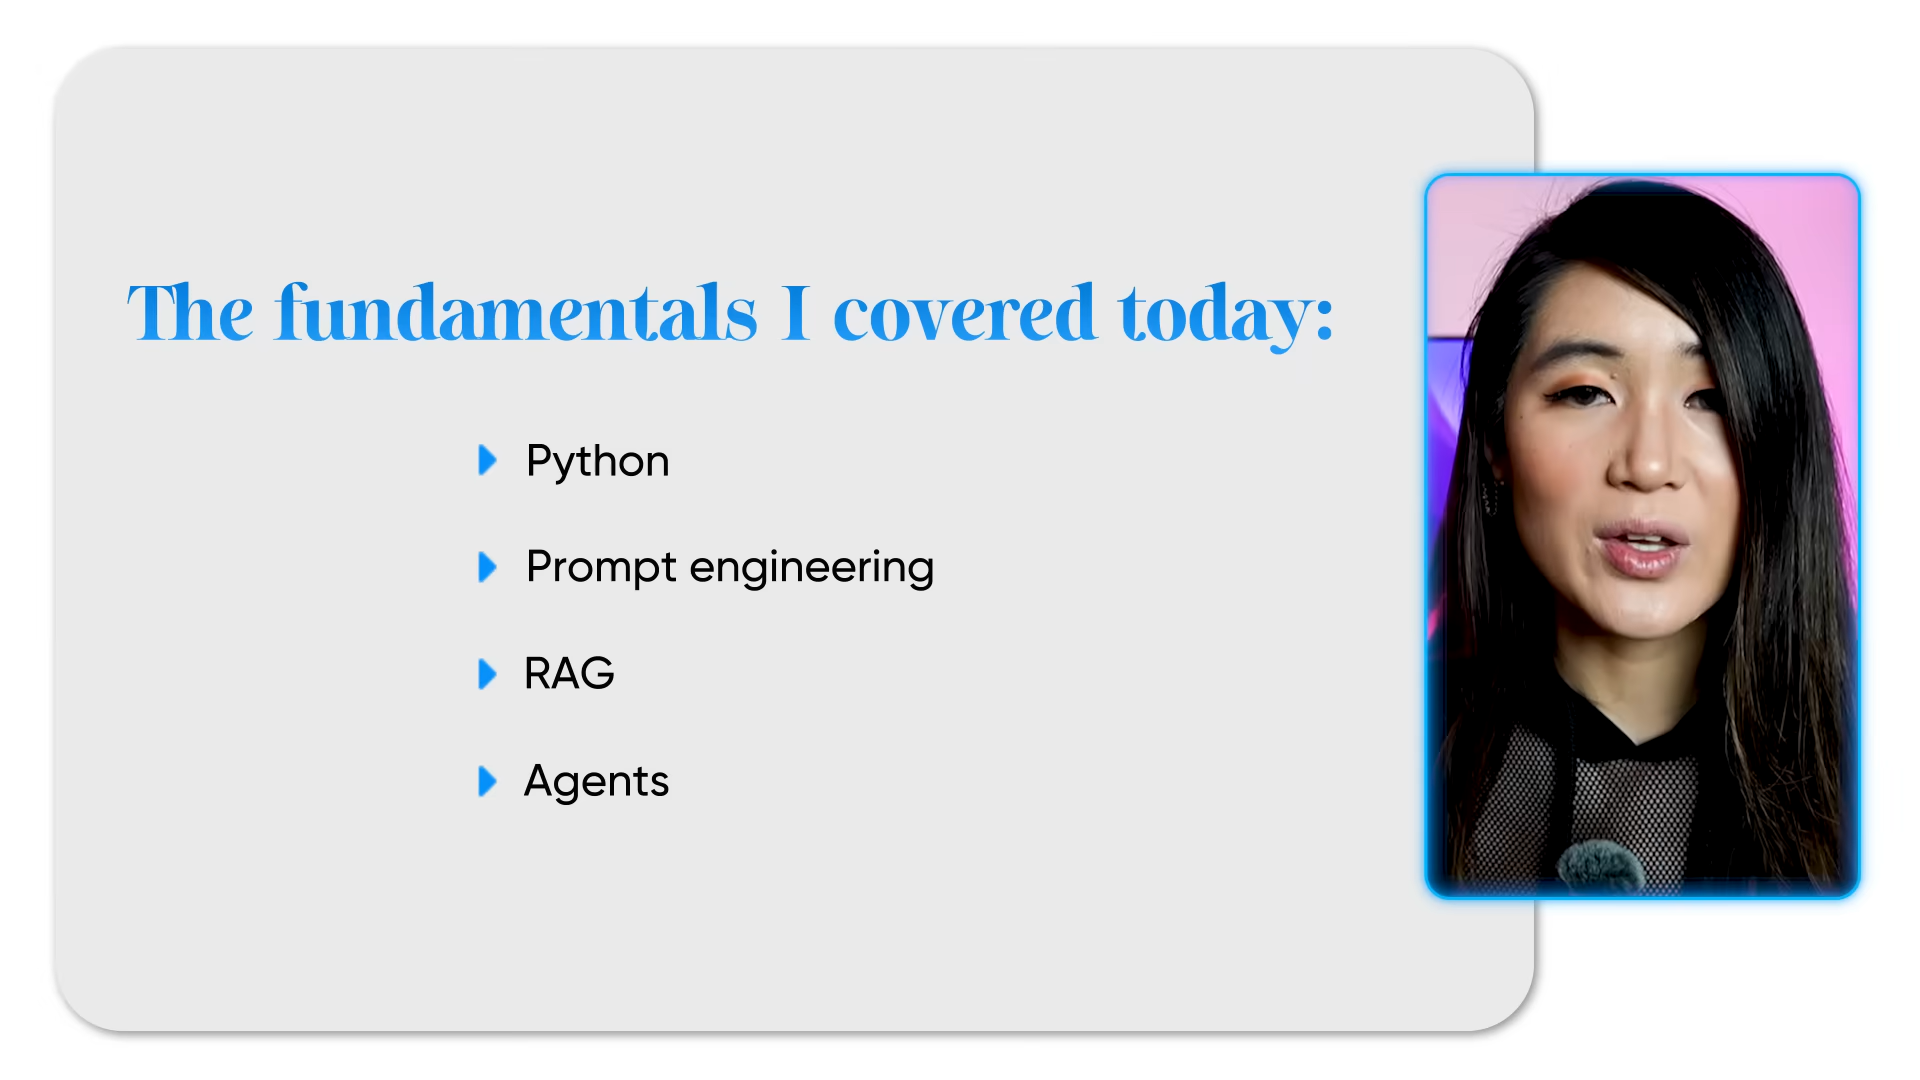 The fundamentals I covered today:
Python
Prompt engineering
RAG
Agents